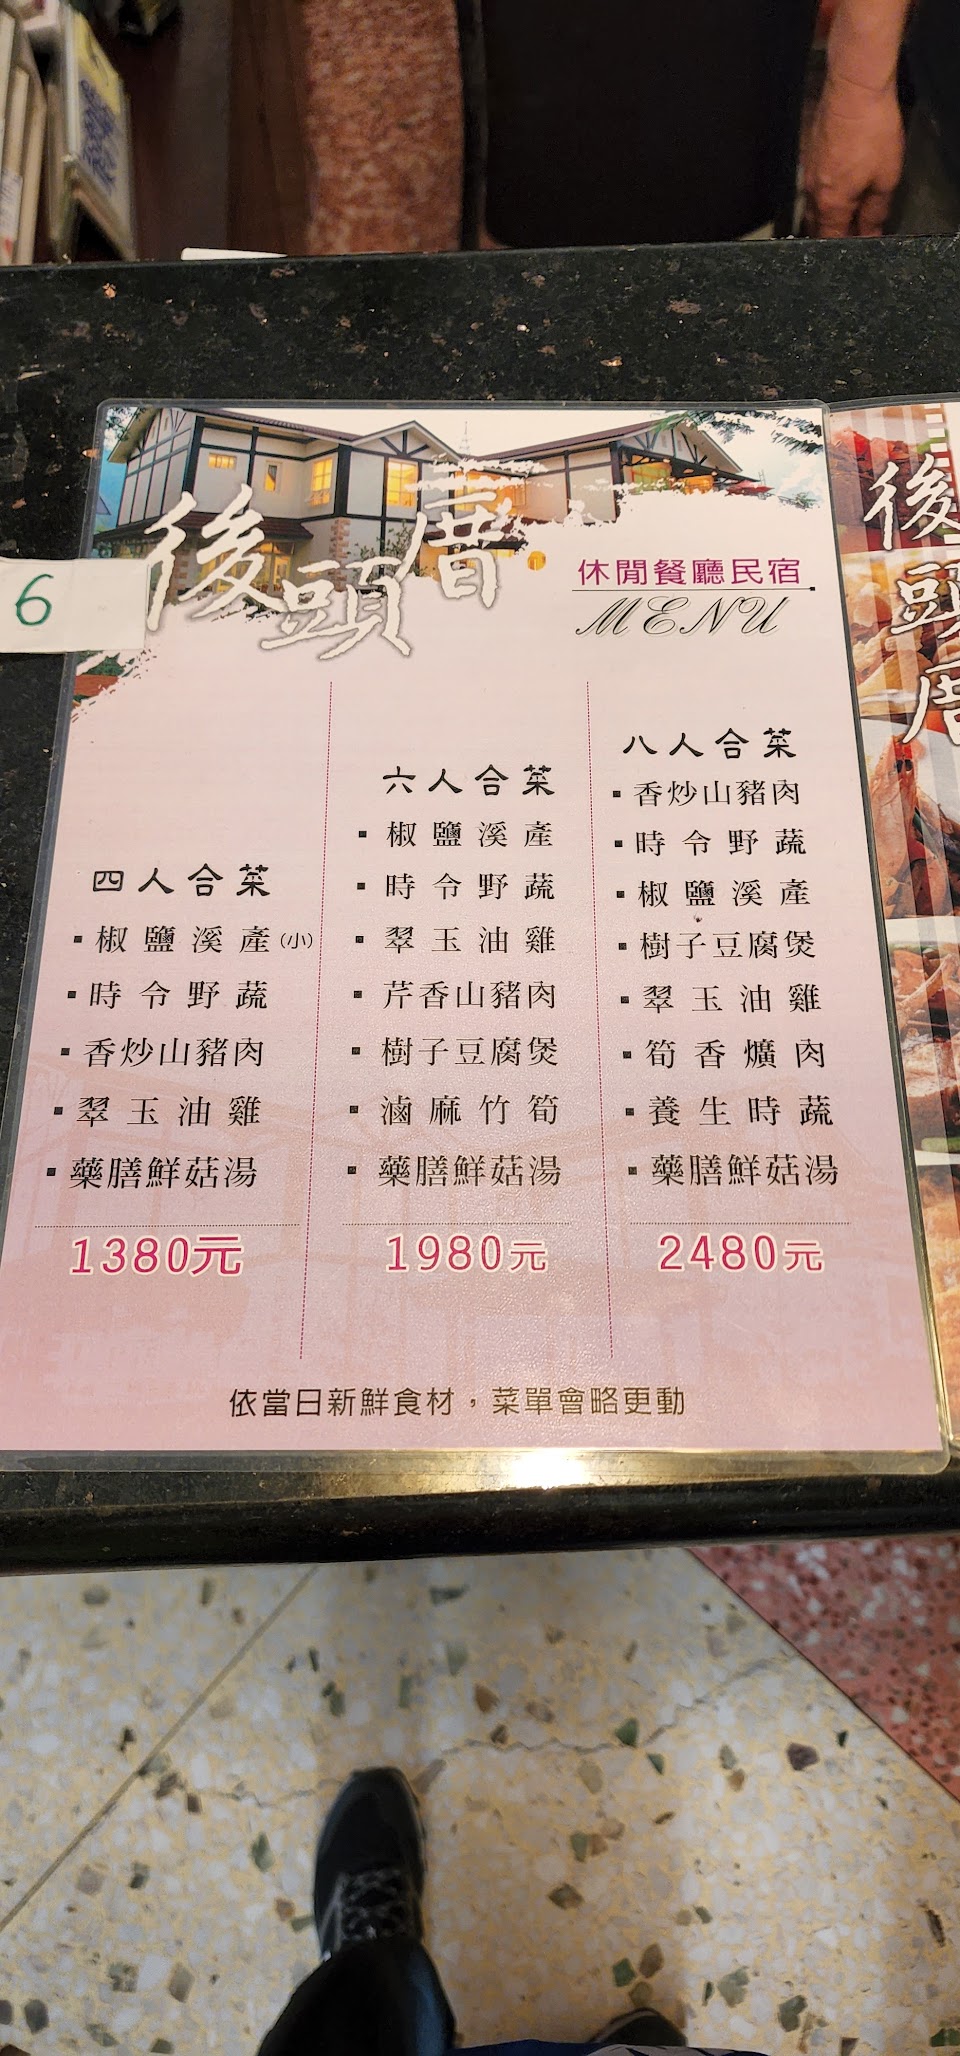 後頭厝
休閒餐廳民宿
MENU
6
四人合菜
▪椒鹽溪產(小)
▪時令野蔬
▪香炒山豬肉
▪翠玉油雞
▪藥膳鮮菇湯
1380元
六人合菜
▪椒鹽溪產
▪時令野蔬
▪翠玉油雞
▪芹香山豬肉
▪樹子豆腐煲
▪滷麻竹筍
▪藥膳鮮菇湯
1980元
八人合菜
▪香炒山豬肉
▪時令野蔬
▪椒鹽溪產
▪樹子豆腐煲
▪翠玉油雞
▪筍香爌肉
▪養生時蔬
▪藥膳鮮菇湯
2480元
依當日新鮮食材，菜單會略更動
後頭厝